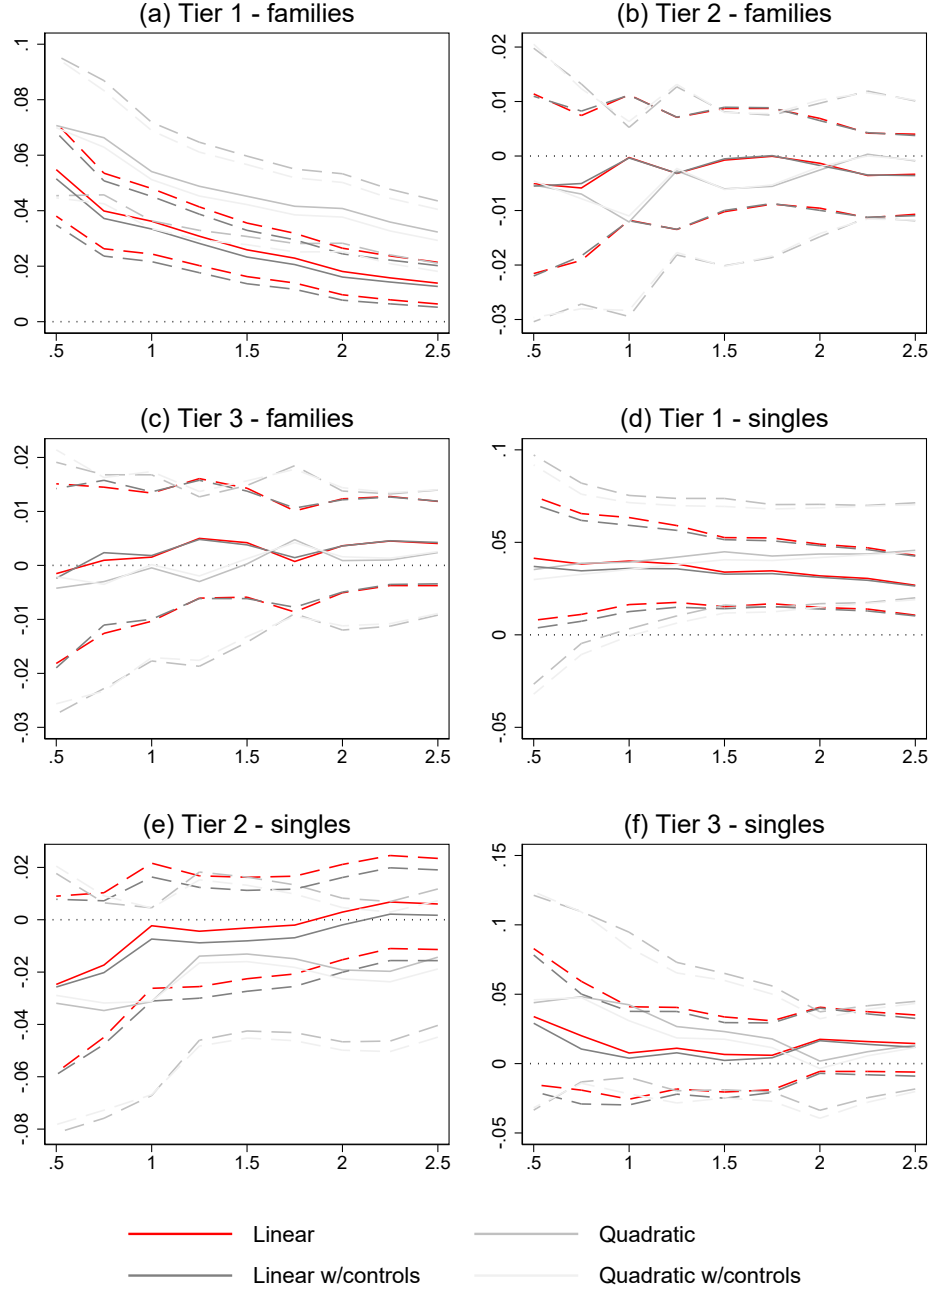 (a) Tier 1 - families
(b) Tier 2 - families
.1
.08
.06
.04
.02
0
.5 1 1.5 2 2.5
.02
.01
0
-.01
-.02
-.03
.5 1 1.5 2 2.5
(c) Tier 3 - families
(d) Tier 1 - singles
.02
.01
0
-.01
-.02
-.03
.5 1 1.5 2 2.5
.1
.05
0
-.05
.5 1 1.5 2 2.5
(e) Tier 2 - singles
(f) Tier 3 - singles
.02
0
-.02
-.04
-.06
-.08
.5 1 1.5 2 2.5
.15
.1
.05
0
-.05
.5 1 1.5 2 2.5
Linear
Quadratic
Linear w/controls
Quadratic w/controls